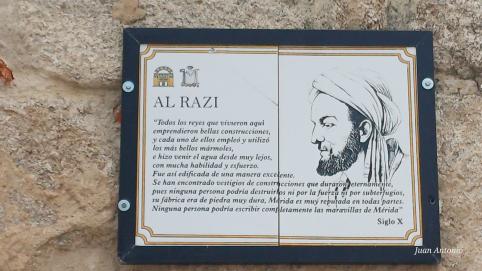 AL RAZI
"Todos los reyes que vivieron aquí
emprendieron bellas construcciones,
y cada uno de ellos empleó y utilizó
los más bellos mármoles,
e hizo venir el agua desde muy lejos,
con mucha habilidad y esfuerzo.
Fue así edificada de una manera excelente.
Se han encontrado vestigios de construcciones que duraron eternamente,
pues ninguna persona podría destruirlos ni por la fuerza ni por subterfugios,
su fábrica era de piedra muy dura, Mérida es muy reputada en todas partes.
Ninguna persona podría escribir completamente las maravillas de Mérida"
Siglo X
Juan Antonio